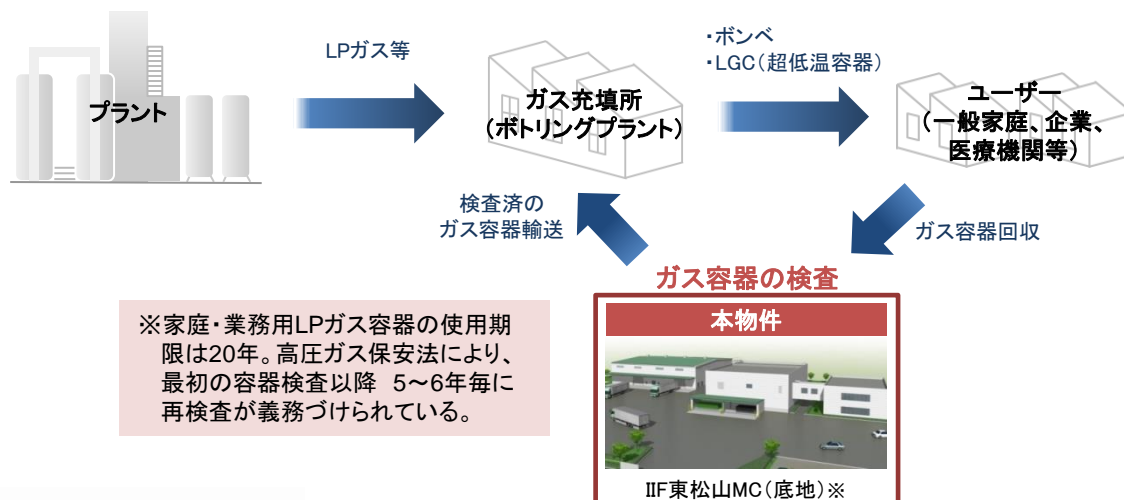 LPガス等
・ボンベ
・LGC（超低温容器）
プラント
ガス充填所
（ボトリングプラント）
ユーザー
（一般家庭、企業、
医療機関等）
検査済の
ガス容器輸送
ガス容器回収
ガス容器の検査
本物件
※家庭・業務用LPガス容器の使用期
限は20年。高圧ガス保安法により、
最初の容器検査以降 5～6年毎に
再検査が義務づけられている。
IIF東松山MC（底地）※